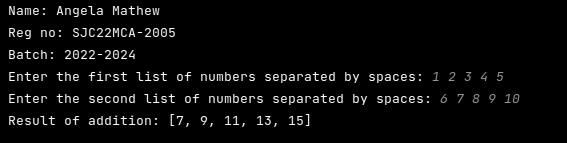 Name: Angela Mathew
Reg no: SJC22MCA-2005
Batch: 2022-2024
Enter the first list of numbers separated by spaces: 1 2 3 4 5
Enter the second list of numbers separated by spaces: 6 7 8 9 10
Result of addition: [7, 9, 11, 13, 15]